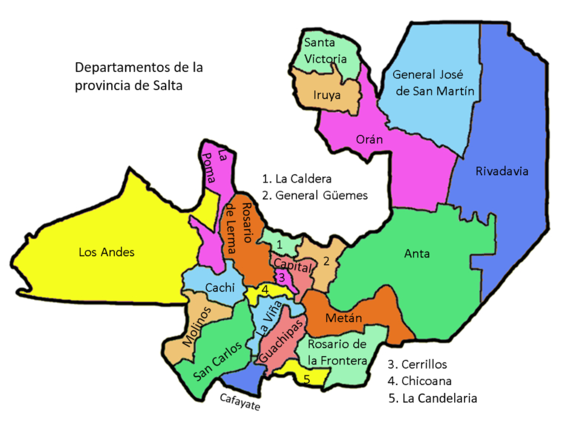 Departamentos de la
provincia de Salta
Santa
Victoria
Iruya
General José
de San Martín
Orán
Rivadavia
La
Poma
1. La Caldera
2. General Güemes
Rosario
de Lerma
Los Andes
1
2
Capital
3
Anta
Cachi
4
La Viña
Metán
Molinos
Guachipas
San Carlos
Rosario de
la Frontera
5
Cafayate
3. Cerrillos
4. Chicoana
5. La Candelaria